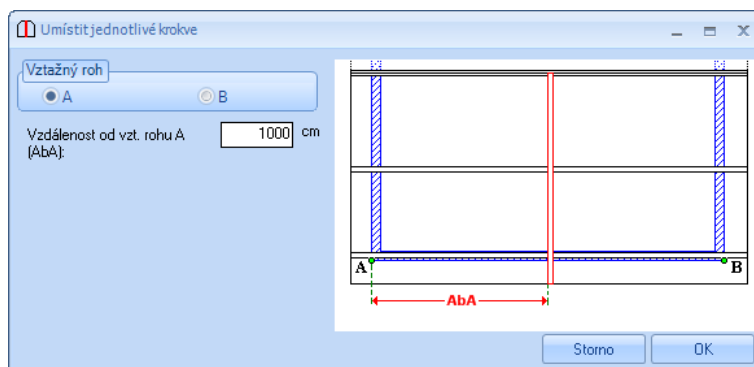 Umístit jednotlivé krokve
Vztažný roh
A
B
Vzdálenost od vzt. rohu A
(AbA):
1000 cm
A
B
AbA
Storno
OK